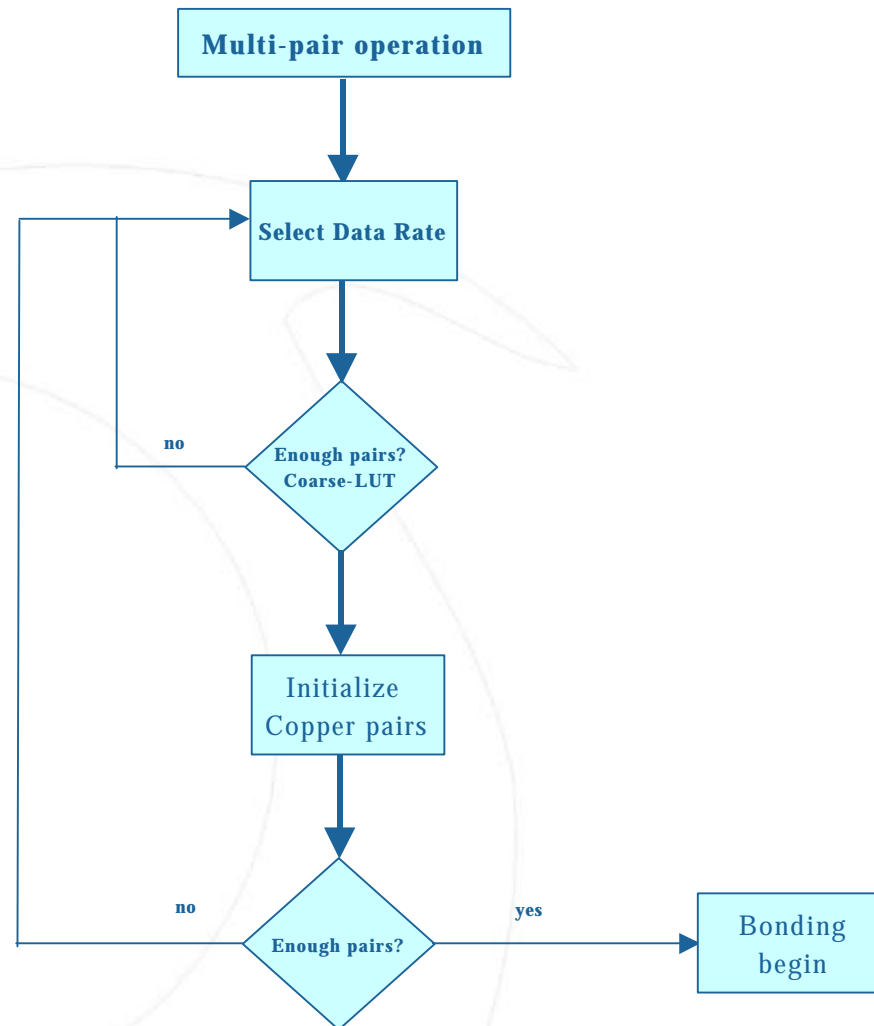 Multi-pair operation
Select Data Rate
no
Enough pairs?
Coarse-LUT
Initialize
Copper pairs
no
yes
Enough pairs?
Bonding
begin